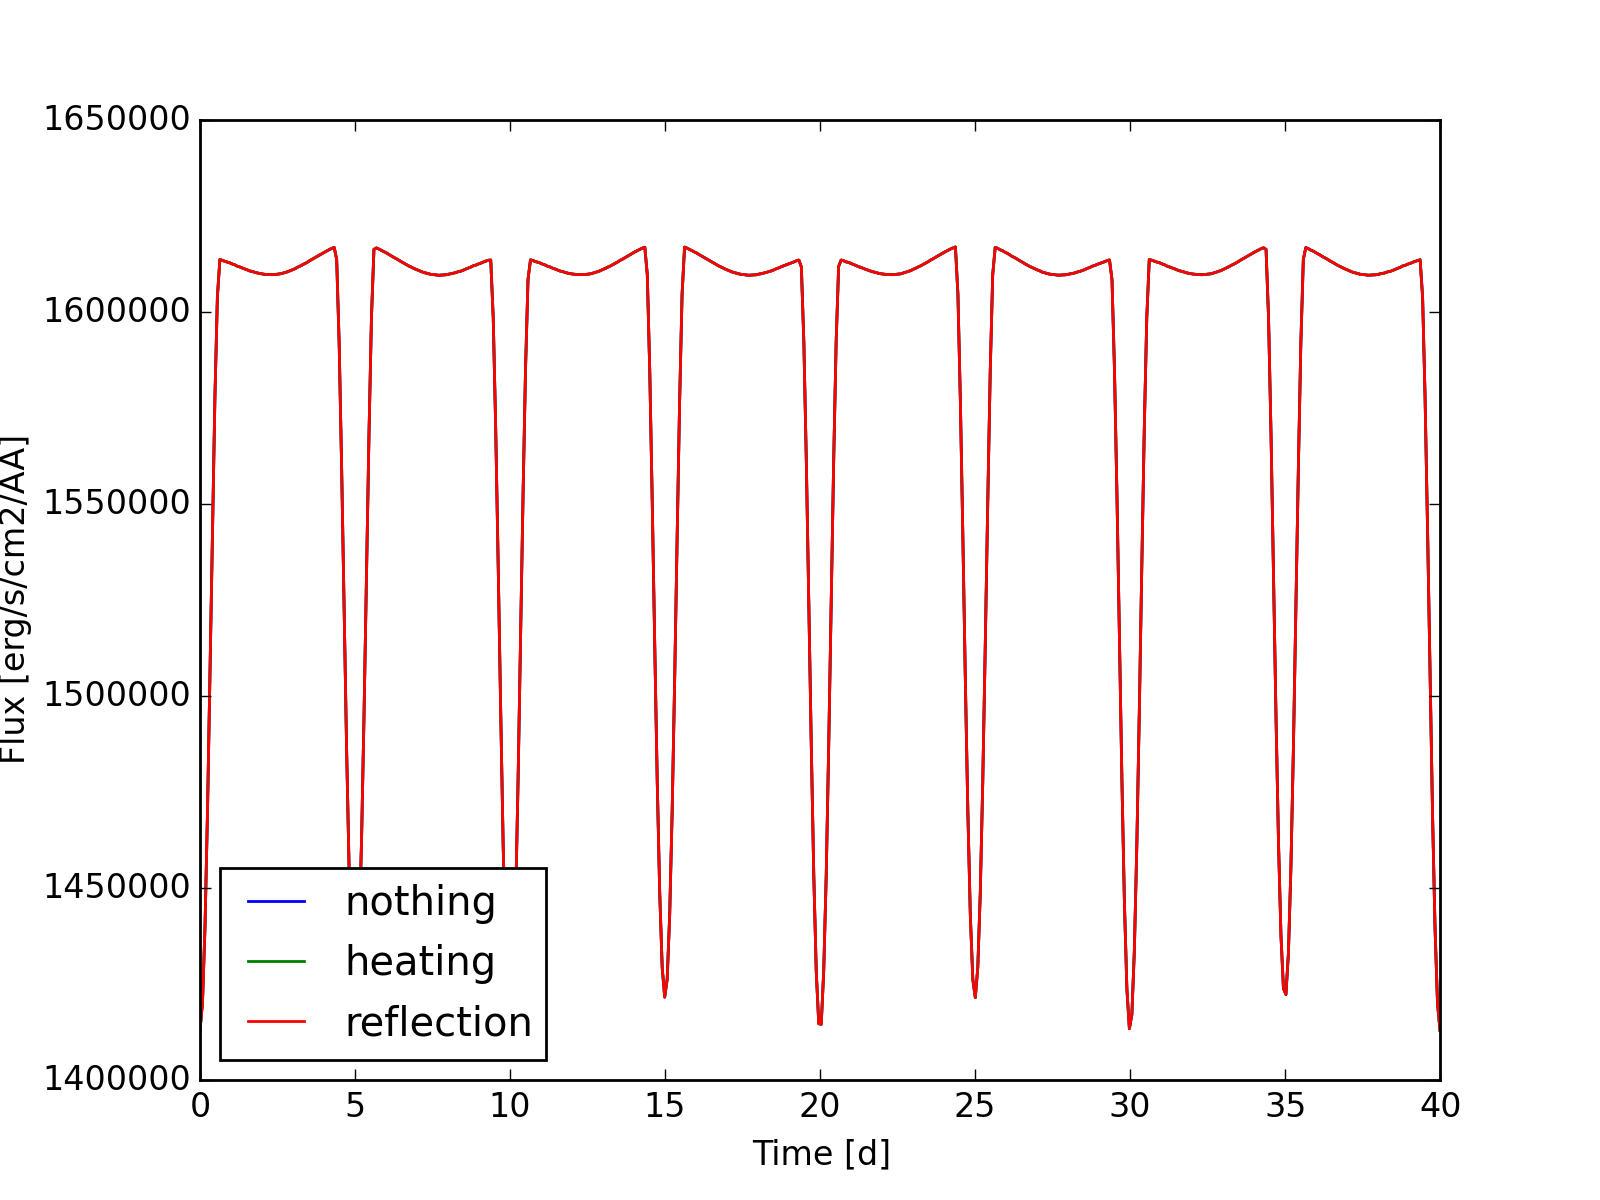 1650000
1600000
1550000
1500000
1450000
1400000
Flux [erg/s/cm2/AA]
nothing
heating
reflection
0 5 10 15 20 25 30 35 40
Time [d]